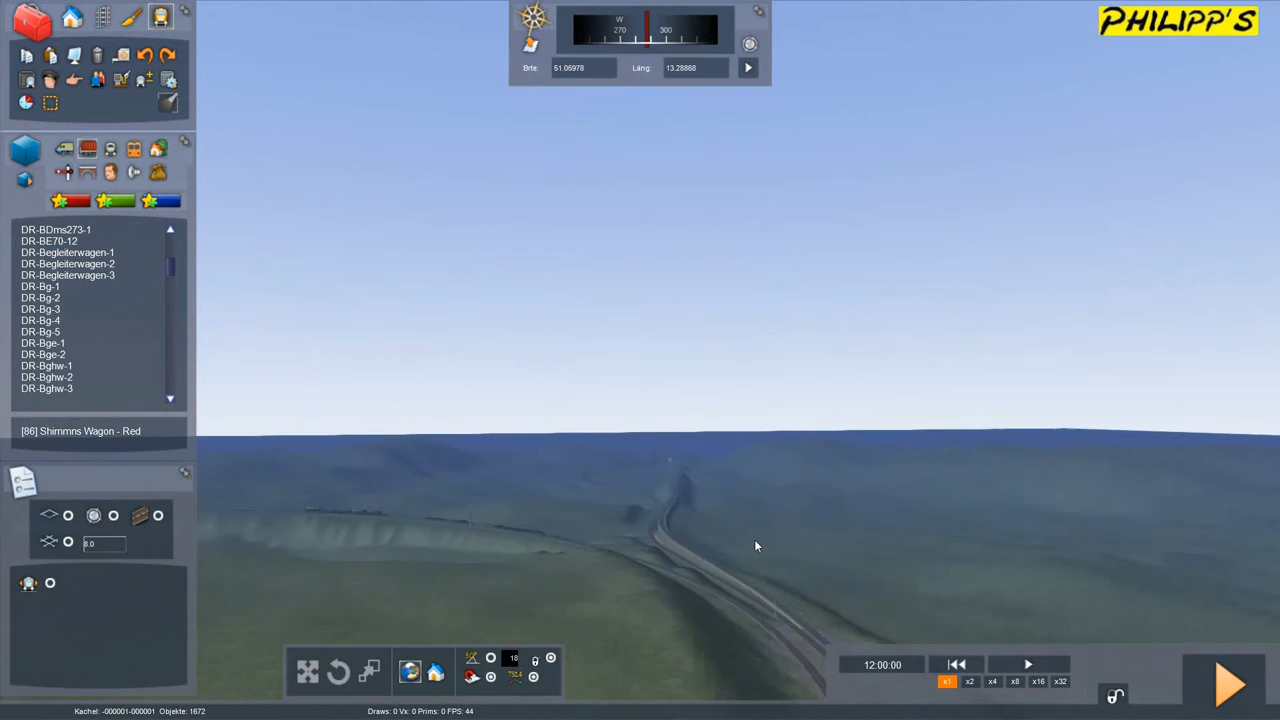 PHILIPP'S
W
270 300
Brte: 51.05978 Läng: 13.28868
DR-BDms273-1
DR-BE70-12
DR-Begleiterwagen-1
DR-Begleiterwagen-2
DR-Begleiterwagen-3
DR-Bg-1
DR-Bg-2
DR-Bg-3
DR-Bg-4
DR-Bg-5
DR-Bge-1
DR-Bge-2
DR-Bghw-1
DR-Bghw-2
DR-Bghw-3
[86] Shimmns Wagon - Red
8.0
18
TS14
12:00:00
x1 x2 x4 x8 x16 x32
Kachel: -000001-000001 Objekte: 1672
Draws: 0 Vx: 0 Prims: 0 FPS: 44